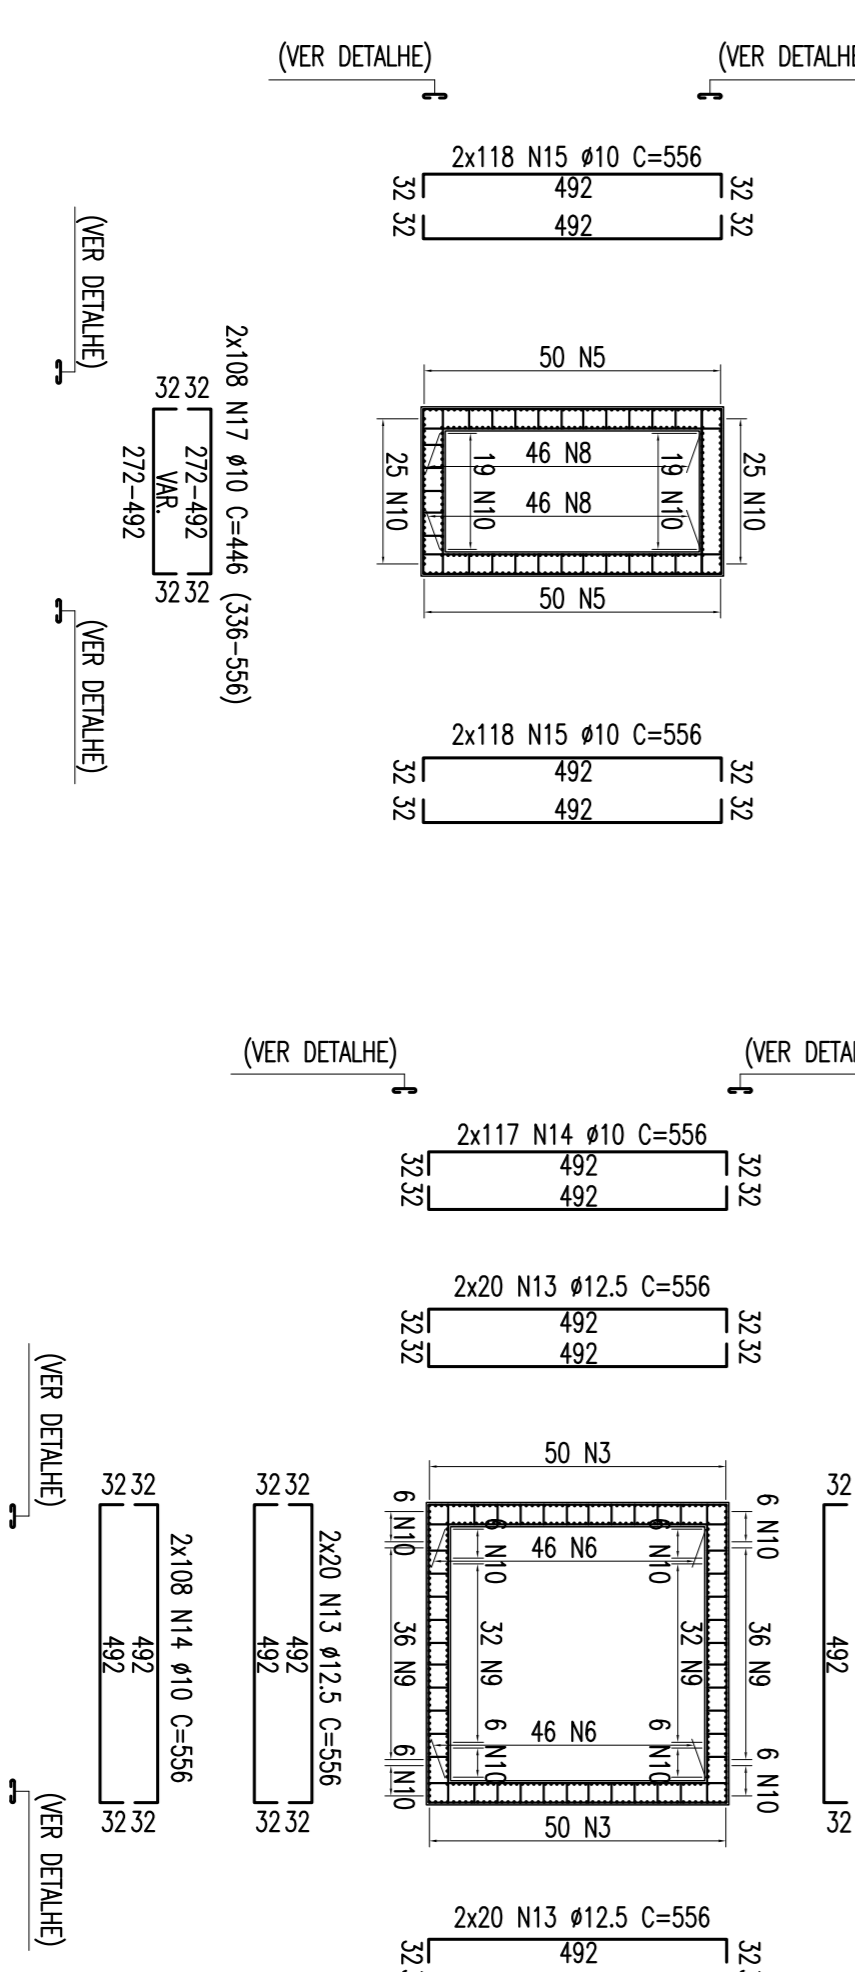 (VER DETALHE)
(VER DETALHE
2x118 N15 ø10 C=556
32 492 32
32 492 32
(VER DETALHE)
2x108 N17 ø10 C=446 (336-556)
32 32
272-492
VAR.
272-492
32 32
(VER DETALHE)
50 N5
25 N10
19 N10
46 N8
46 N8
19 N10
25 N10
50 N5
2x118 N15 ø10 C=556
32 492 32
32 492 32
(VER DETALHE)
(VER DETAL
2x117 N14 ø10 C=556
32 492 32
32 492 32
2x20 N13 ø12.5 C=556
32 492 32
32 492 32
(VER DETALHE)
32 32
492
492
32 32
2x108 N14 ø10 C=556
32 32
492
492
32 32
2x20 N13 ø12.5 C=556
(VER DETALHE)
50 N3
6 N10
36 N9
6 N10
6 N10
32 N9
6 N10
46 N6
46 N6
6 N10
32 N9
6 N10
6 N10
36 N9
6 N10
50 N3
32
492
32
2x20 N13 ø12.5 C=556
32 492 32